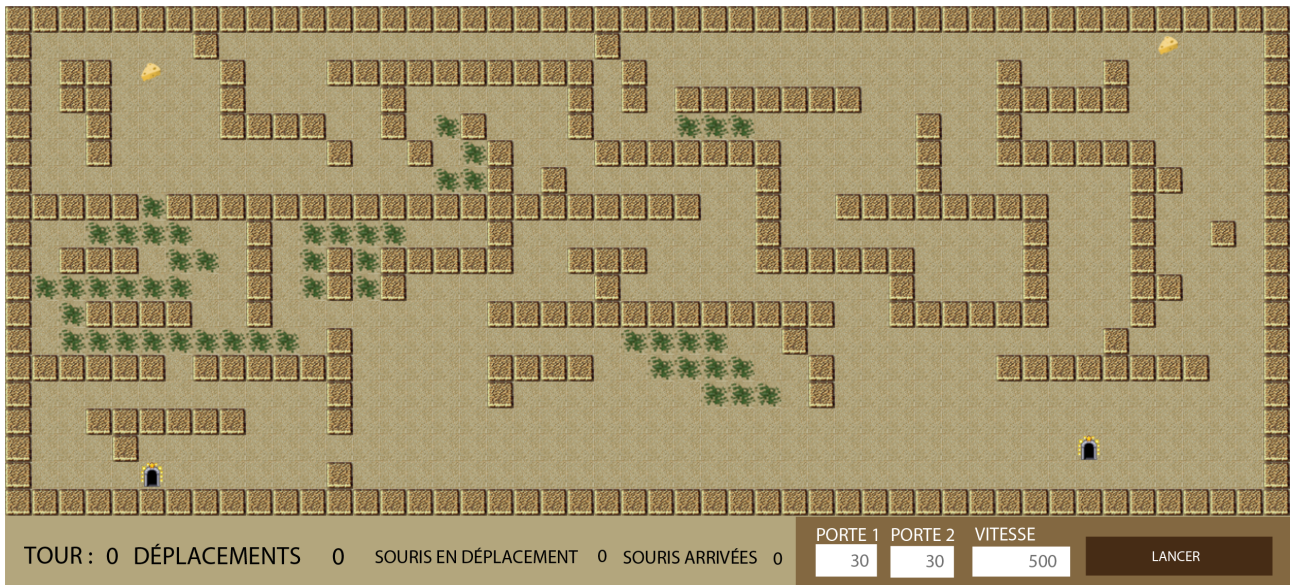 PORTE 1 PORTE 2 VITESSE
TOUR : 0 DÉPLACEMENTS 0 SOURIS EN DÉPLACEMENT 0 SOURIS ARRIVÉES 0
30 30 500 LANCER